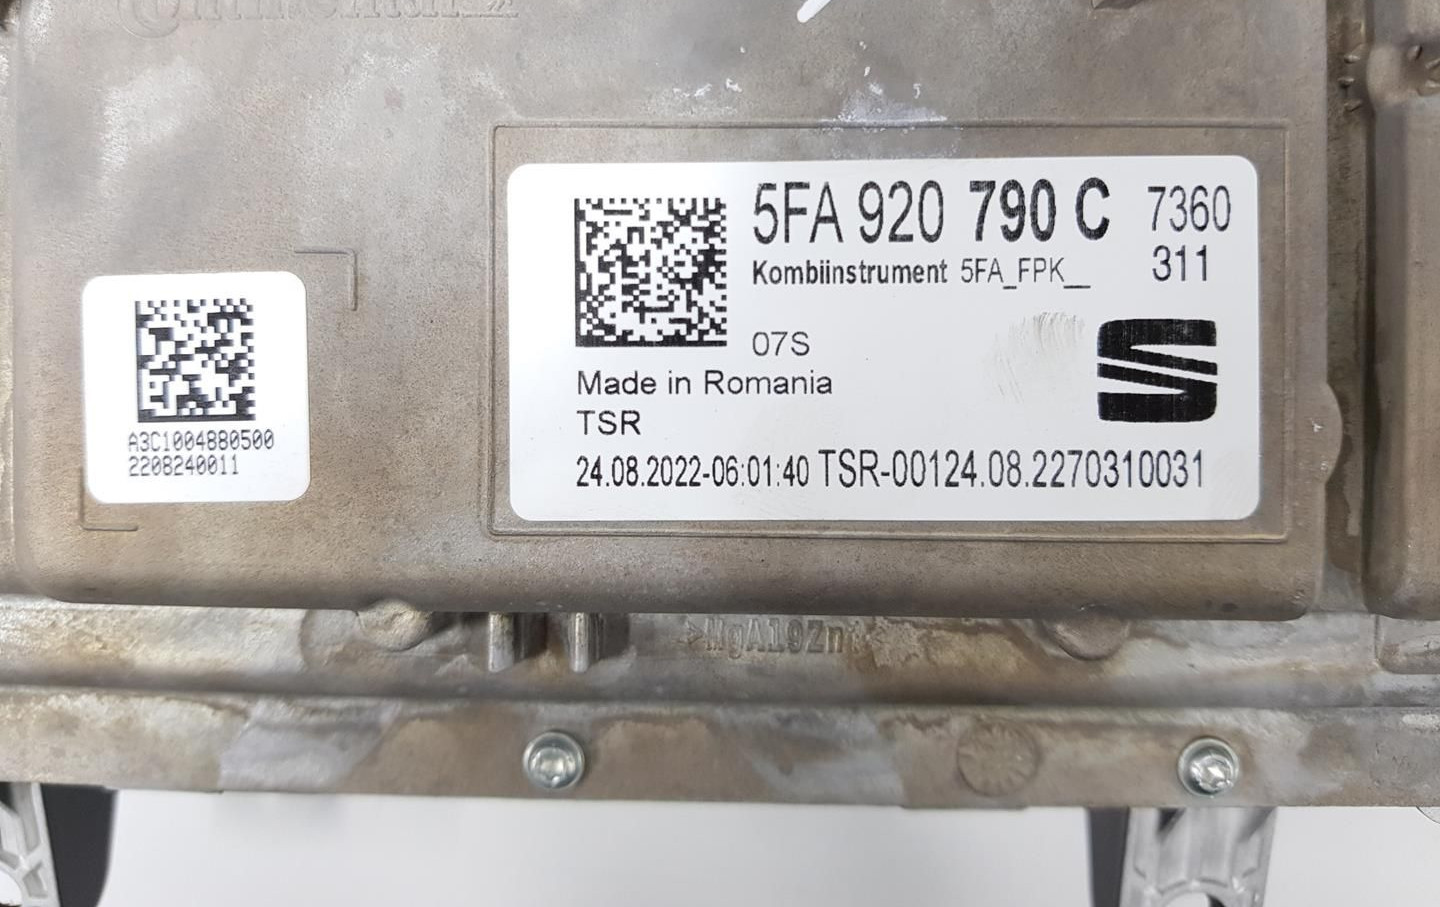 Continental
5FA 920 790 C 7360
Kombiinstrument 5FA_FPK__ 311
07S
Made in Romania
TSR
24.08.2022-06:01:40 TSR-00124.08.2270310031
A3C1004880500
2208240011